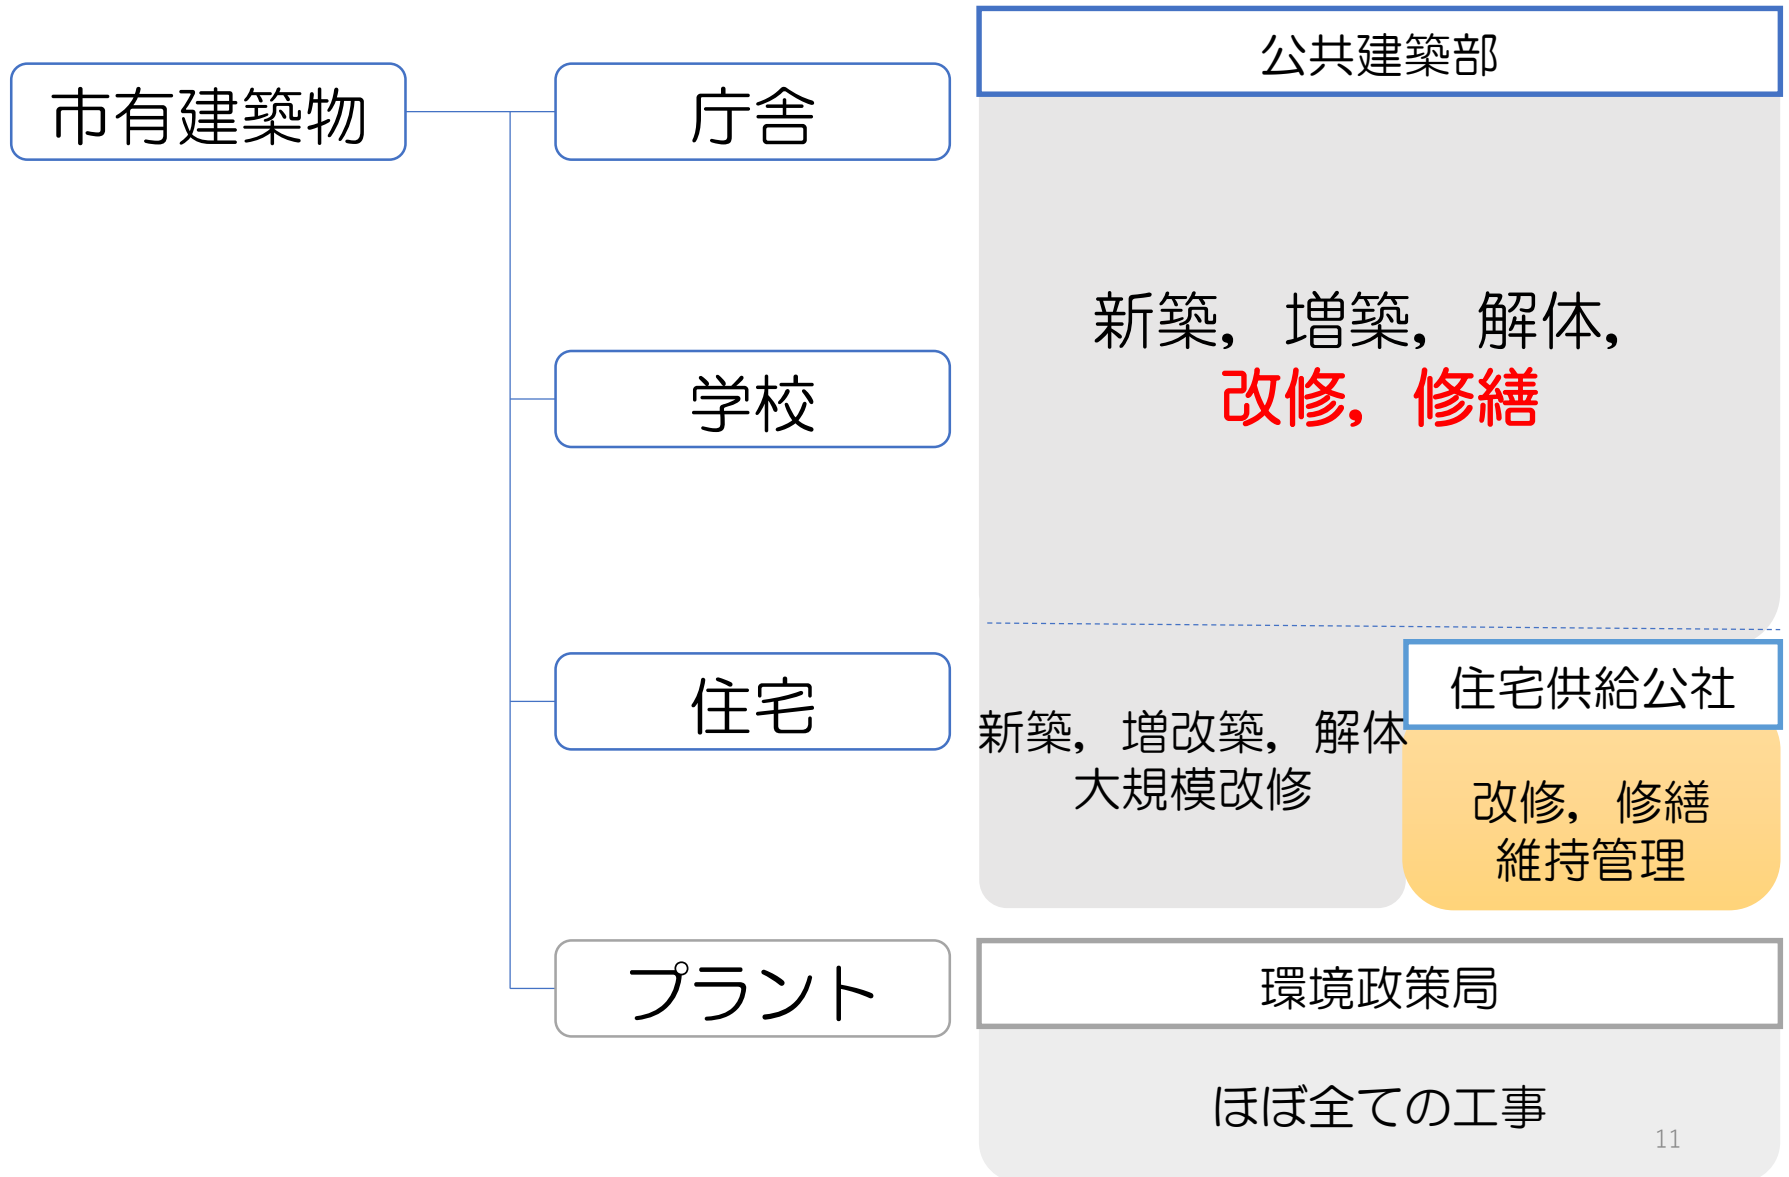 市有建築物
庁舎
学校
住宅
プラント
公共建築部
新築，増築，解体，
改修，修繕
新築，増改築，解体
大規模改修
住宅供給公社
改修，修繕
維持管理
環境政策局
ほぼ全ての工事
11